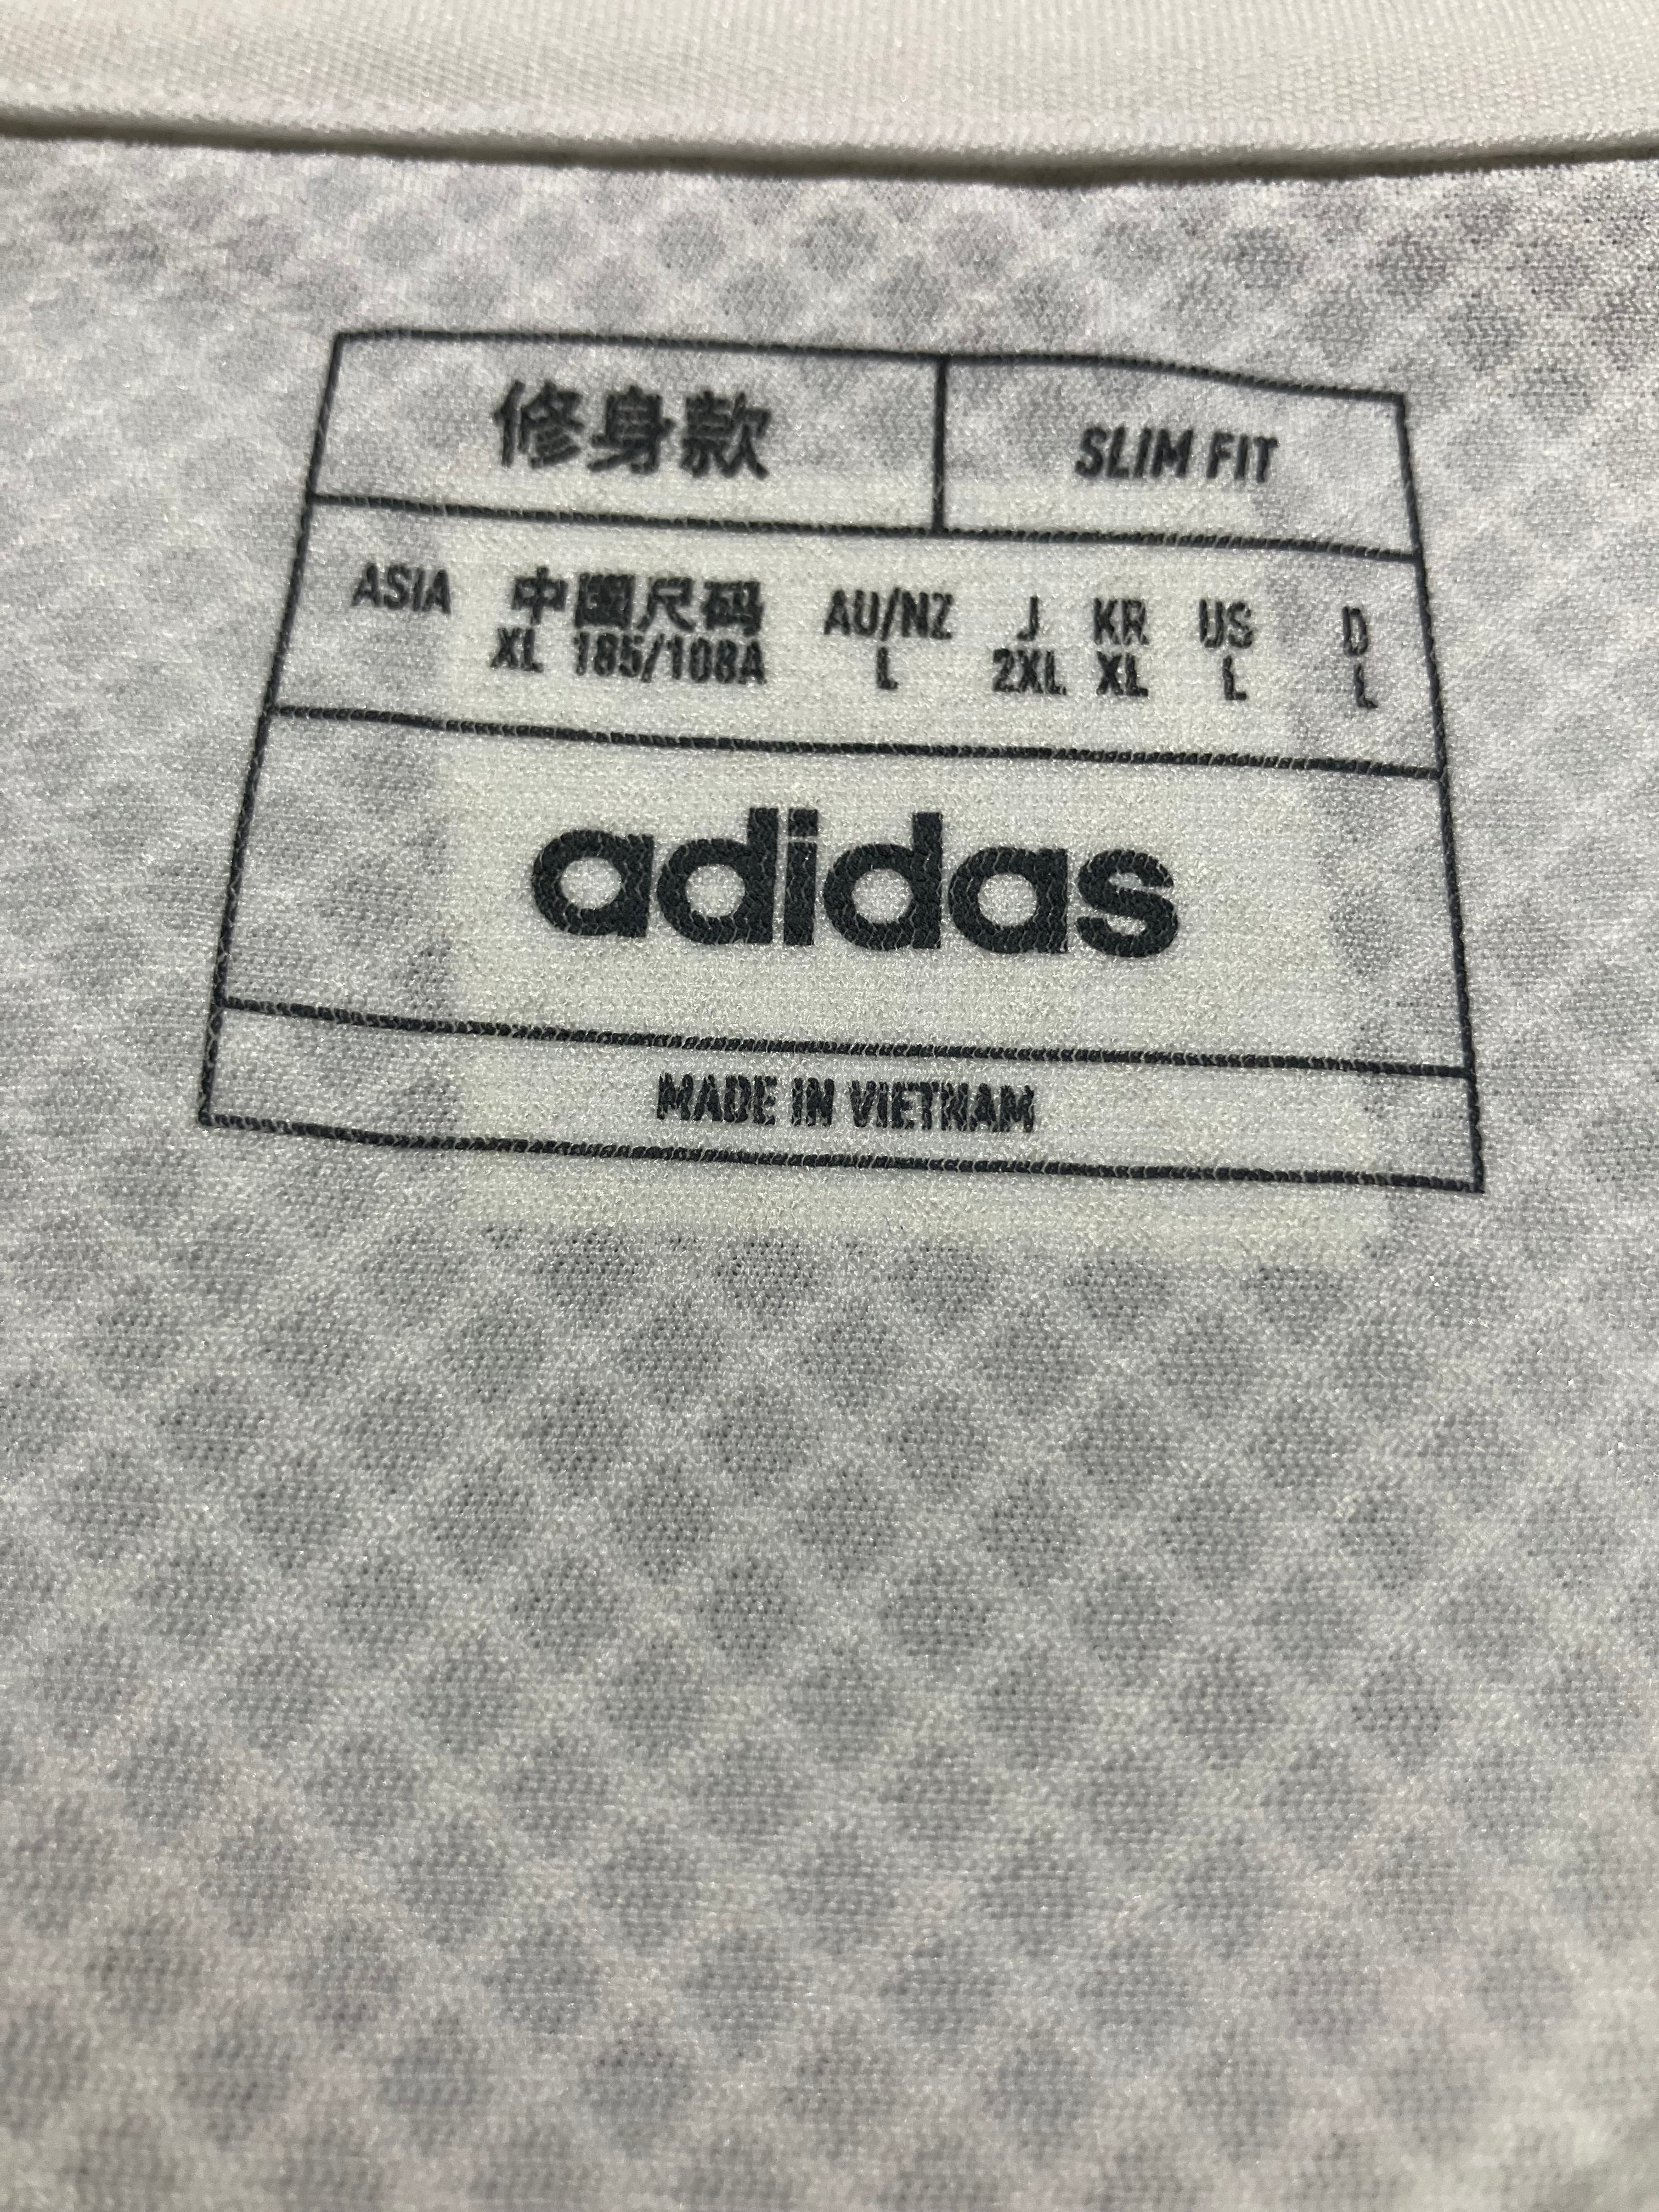 修身款 SLIM FIT
ASIA 中國尺码 AU/NZ J KR US D
XL 185/108A L 2XL XL L L
adidas
MADE IN VIETNAM